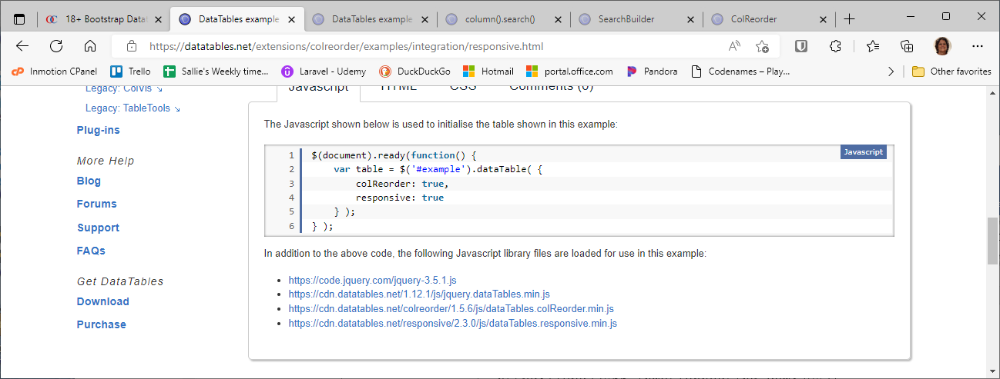 18+ Bootstrap Datat
DataTables example
DataTables example
column().search()
SearchBuilder
ColReorder
https://datatables.net/extensions/colreorder/examples/integration/responsive.html
Inmotion CPanel
Trello
Sallie's Weekly time...
Laravel - Udemy
DuckDuckGo
Hotmail
portal.office.com
Pandora
Codenames – Play...
Other favorites
Legacy: ColVis
Legacy: TableTools
Plug-ins
More Help
Blog
Forums
Support
FAQs
Get DataTables
Download
Purchase
Javascript HTML CSS Comments (0)
The Javascript shown below is used to initialise the table shown in this example:
Javascript
1 $(document).ready(function() {
2     var table = $('#example').dataTable( {
3         colReorder: true,
4         responsive: true
5     } );
6 } );
In addition to the above code, the following Javascript library files are loaded for use in this example:
https://code.jquery.com/jquery-3.5.1.js
https://cdn.datatables.net/1.12.1/js/jquery.dataTables.min.js
https://cdn.datatables.net/colreorder/1.5.6/js/dataTables.colReorder.min.js
https://cdn.datatables.net/responsive/2.3.0/js/dataTables.responsive.min.js